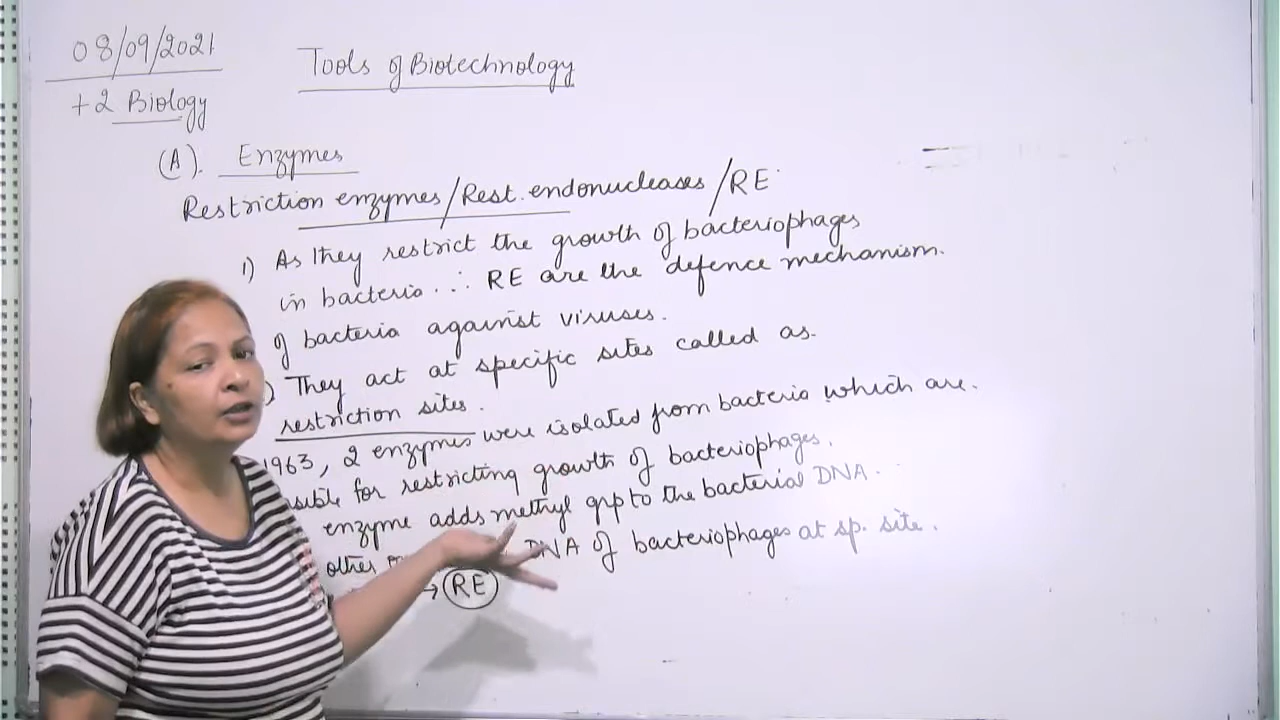 08/09/2021
+2 Biology
Tools of Biotechnology
(A). Enzymes
Restriction enzymes/Rest. endonucleases/RE
1) As they restrict the growth of bacteriophages
in bacteria. ∴ RE are the defence mechanism.
of bacteria against viruses.
) They act at specific sites called as.
restriction sites.
1963, 2 enzymes were isolated from bacteria which are.
sible for restricting growth of bacteriophages.
enzyme adds methyl grp to the bacterial DNA.
other DNA of bacteriophages at sp. site.
→ RE